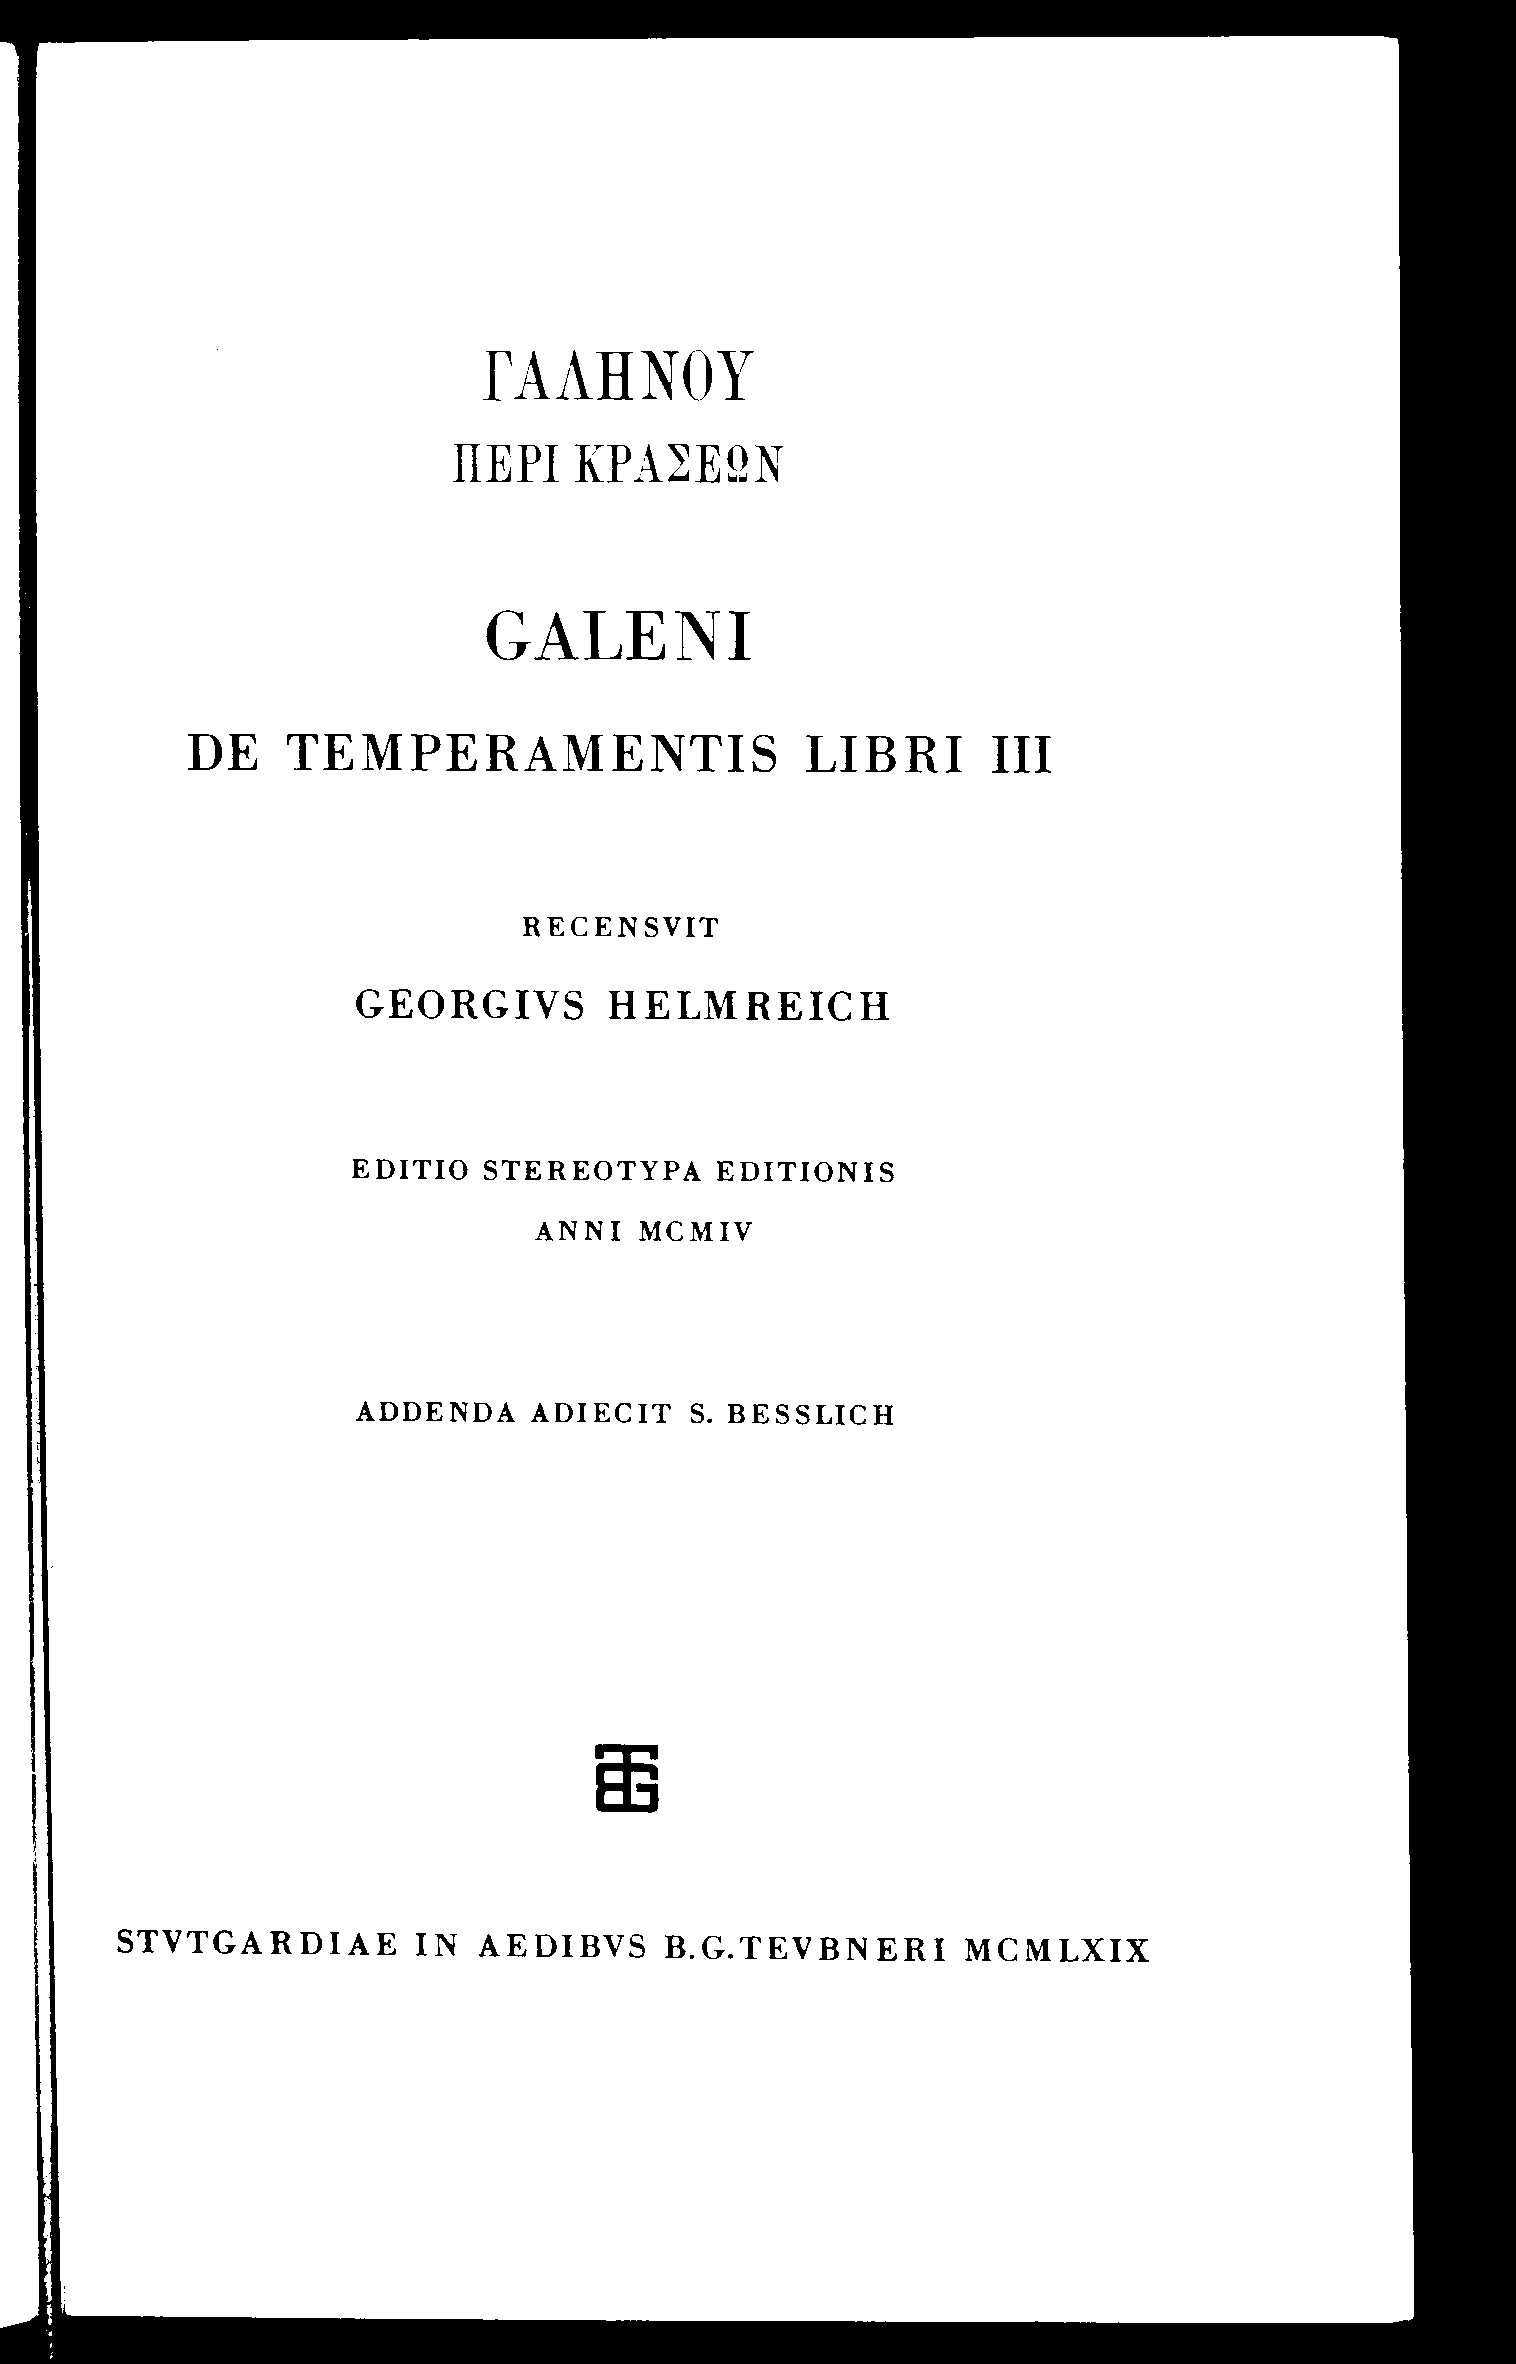 ΓΑΛΗΝΟΥ
ΠΕΡΙ ΚΡΑΣΕΩΝ
GALENI
DE TEMPERAMENTIS LIBRI III
RECENSVIT
GEORGIVS HELMREICH
EDITIO STEREOTYPA EDITIONIS
ANNI MCMIV
ADDENDA ADIECIT S. BESSLICH
BTG
STVTGARDIAE IN AEDIBVS B.G.TEVBNERI MCMLXIX